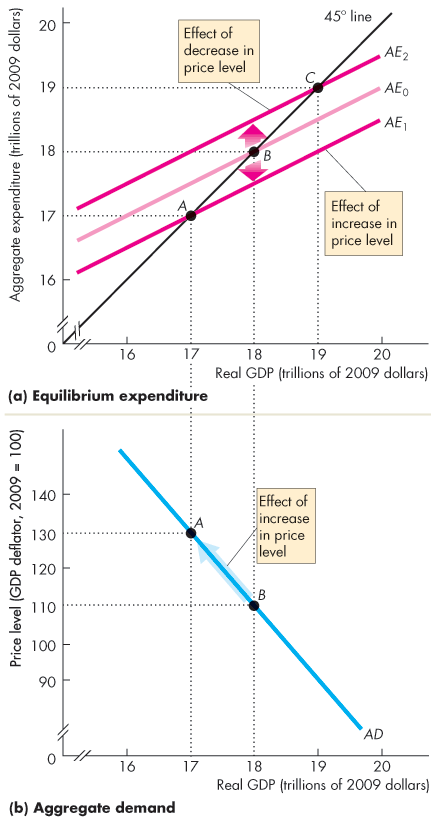 Aggregate expenditure (trillions of 2009 dollars)
20
19
18
17
16
0
45° line
Effect of
decrease in
price level
C
B
A
AE2
AE0
AE1
Effect of
increase in
price level
16
17
18
19
20
Real GDP (trillions of 2009 dollars)
(a) Equilibrium expenditure
Price level (GDP deflator, 2009 = 100)
140
130
120
110
100
90
0
A
Effect of
increase
in price
level
B
AD
16
17
18
19
20
Real GDP (trillions of 2009 dollars)
(b) Aggregate demand